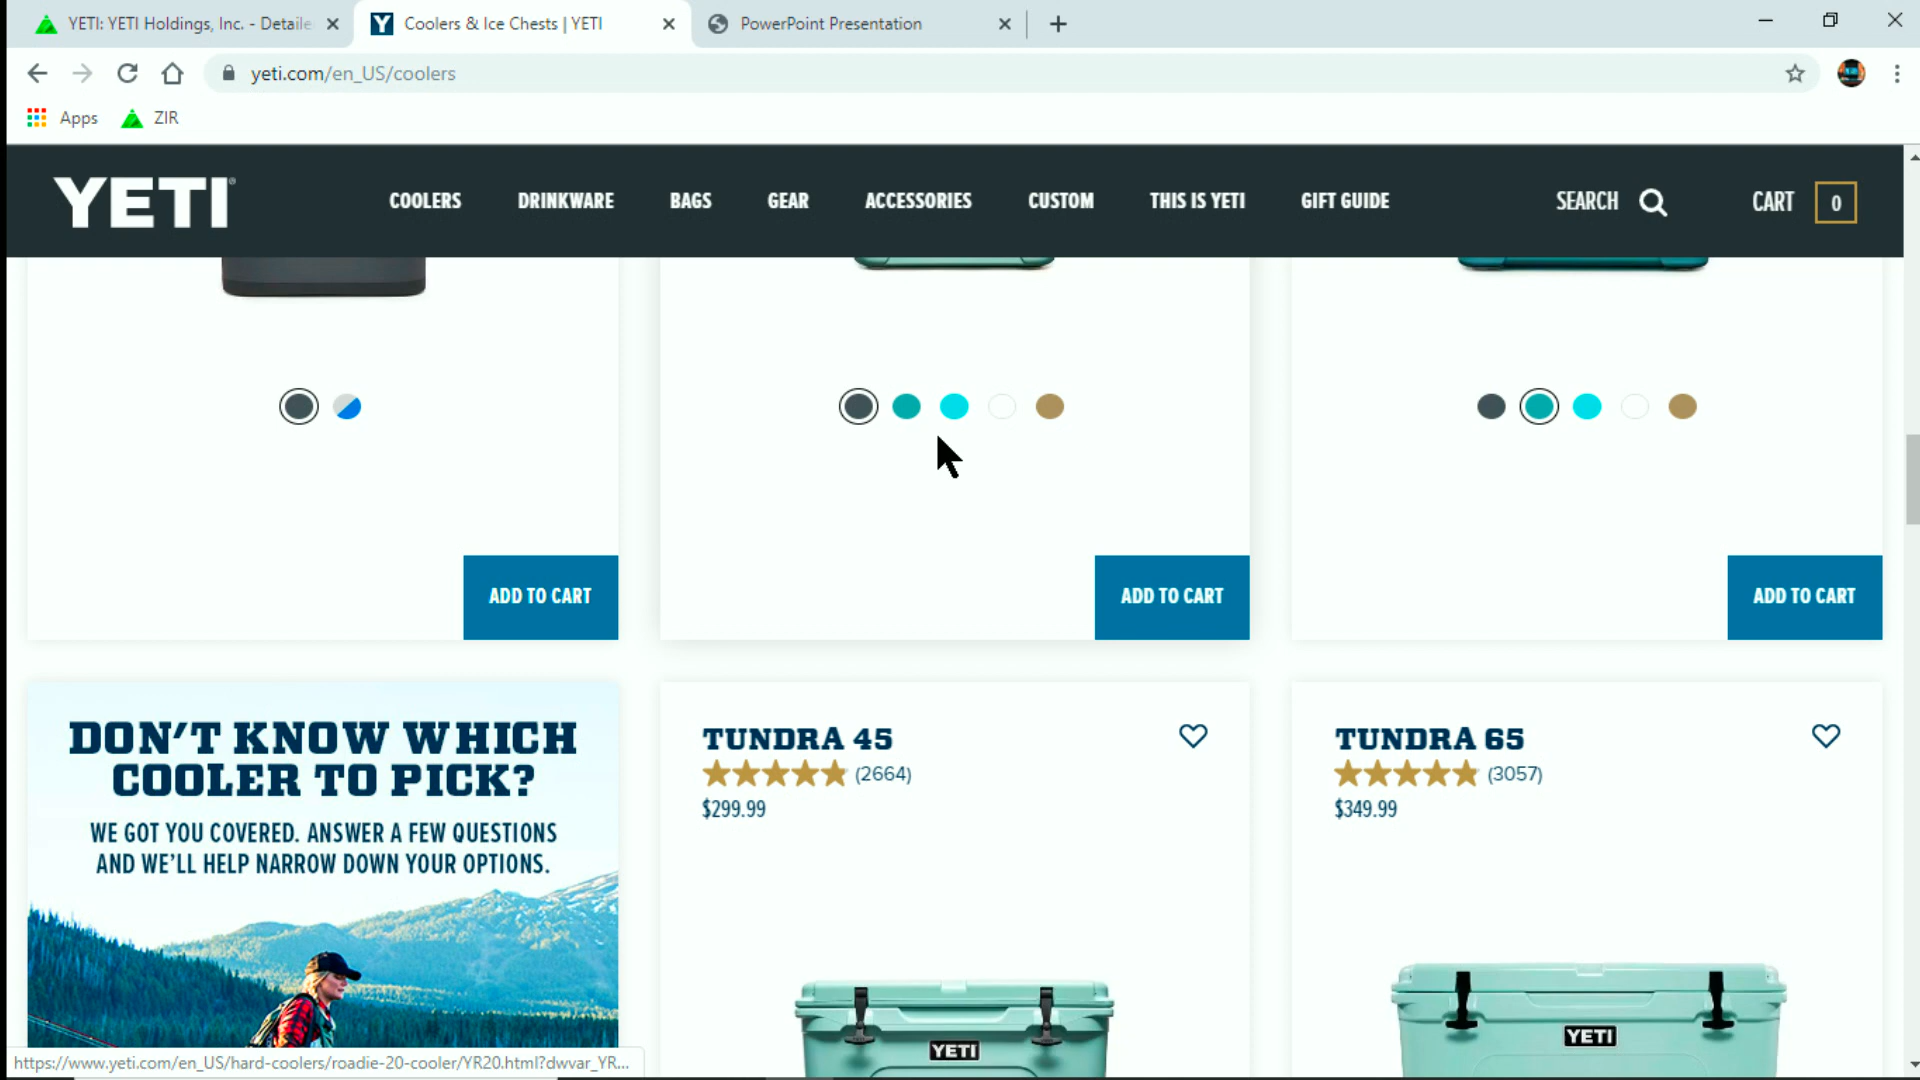 YETI: YETI Holdings, Inc. - Detaile
Coolers & Ice Chests | YETI
PowerPoint Presentation
yeti.com/en_US/coolers
Apps
ZIR
YETI
COOLERS
DRINKWARE
BAGS
GEAR
ACCESSORIES
CUSTOM
THIS IS YETI
GIFT GUIDE
SEARCH
CART
0
ADD TO CART
ADD TO CART
ADD TO CART
DON'T KNOW WHICH
COOLER TO PICK?
WE GOT YOU COVERED. ANSWER A FEW QUESTIONS
AND WE'LL HELP NARROW DOWN YOUR OPTIONS.
TUNDRA 45
(2664)
$299.99
YETI
TUNDRA 65
(3057)
$349.99
YETI
https://www.yeti.com/en_US/hard-coolers/roadie-20-cooler/YR20.html?dwvar_YR...